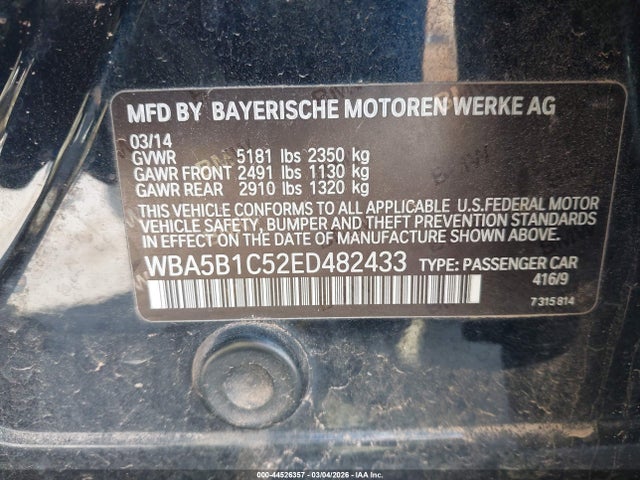 MFD BY BAYERISCHE MOTOREN WERKE AG
03/14
GVWR 5181 lbs 2350 kg
GAWR FRONT 2491 lbs 1130 kg
GAWR REAR 2910 lbs 1320 kg
THIS VEHICLE CONFORMS TO ALL APPLICABLE U.S. FEDERAL MOTOR
VEHICLE SAFETY, BUMPER AND THEFT PREVENTION STANDARDS
IN EFFECT ON THE DATE OF MANUFACTURE SHOWN ABOVE.
WBA5B1C52ED482433 TYPE: PASSENGER CAR
416/9
7 315 814
000-44526357 - 03/04/2026 - IAA Inc.